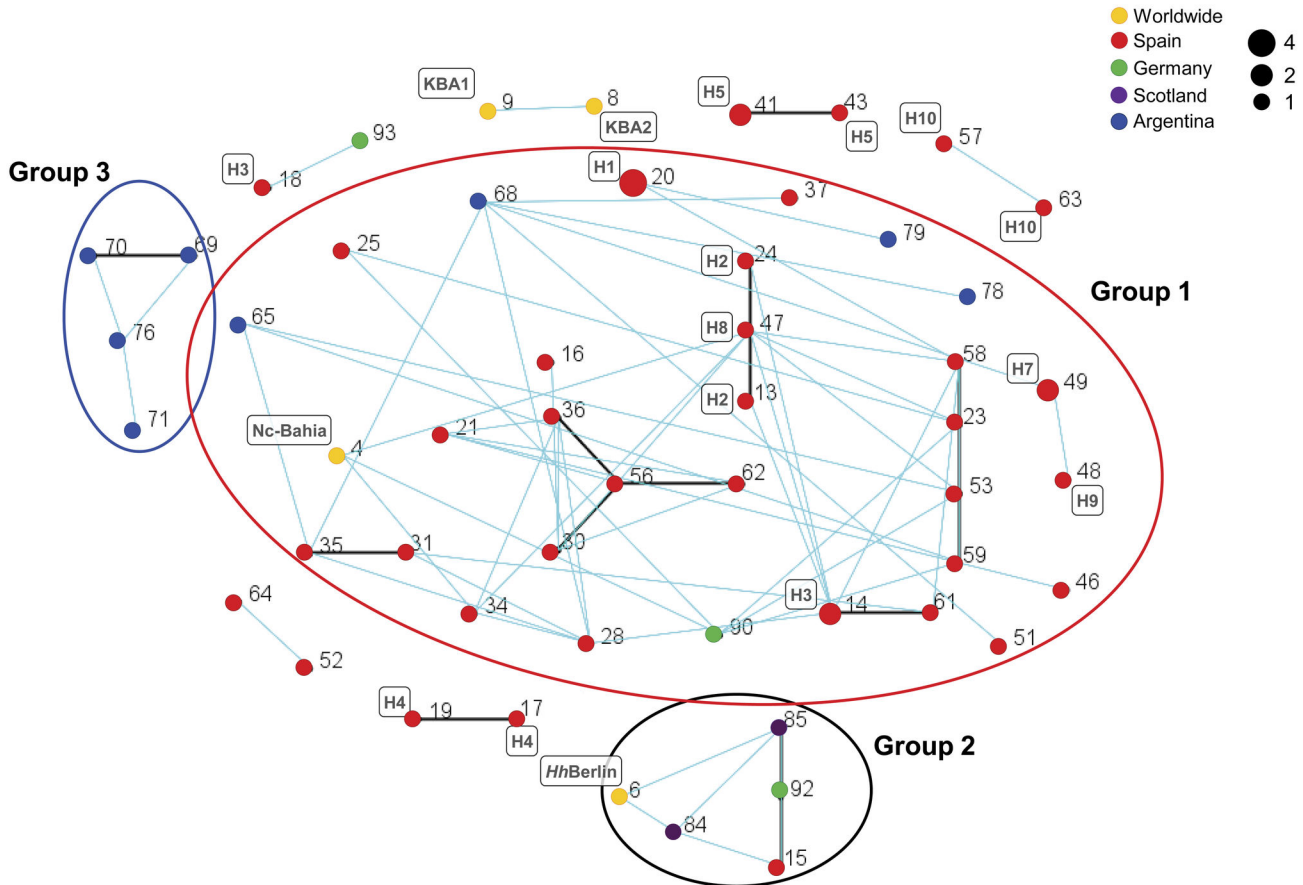 Worldwide
Spain
Germany
Scotland
Argentina
4
2
1
KBA1
9
8
KBA2
H5
41
43
H5
H10
57
63
H10
93
H3
18
Group 3
70
69
76
71
H1
20
37
68
79
25
H2
24
78
Group 1
65
H8
47
16
58
H7
49
H2
13
36
23
21
Nc-Bahia
4
56
62
53
48
H9
35
31
30
59
46
64
34
H3
14
61
28
90
51
52
H4
19
17
H4
85
Group 2
HhBerlin
6
92
84
15